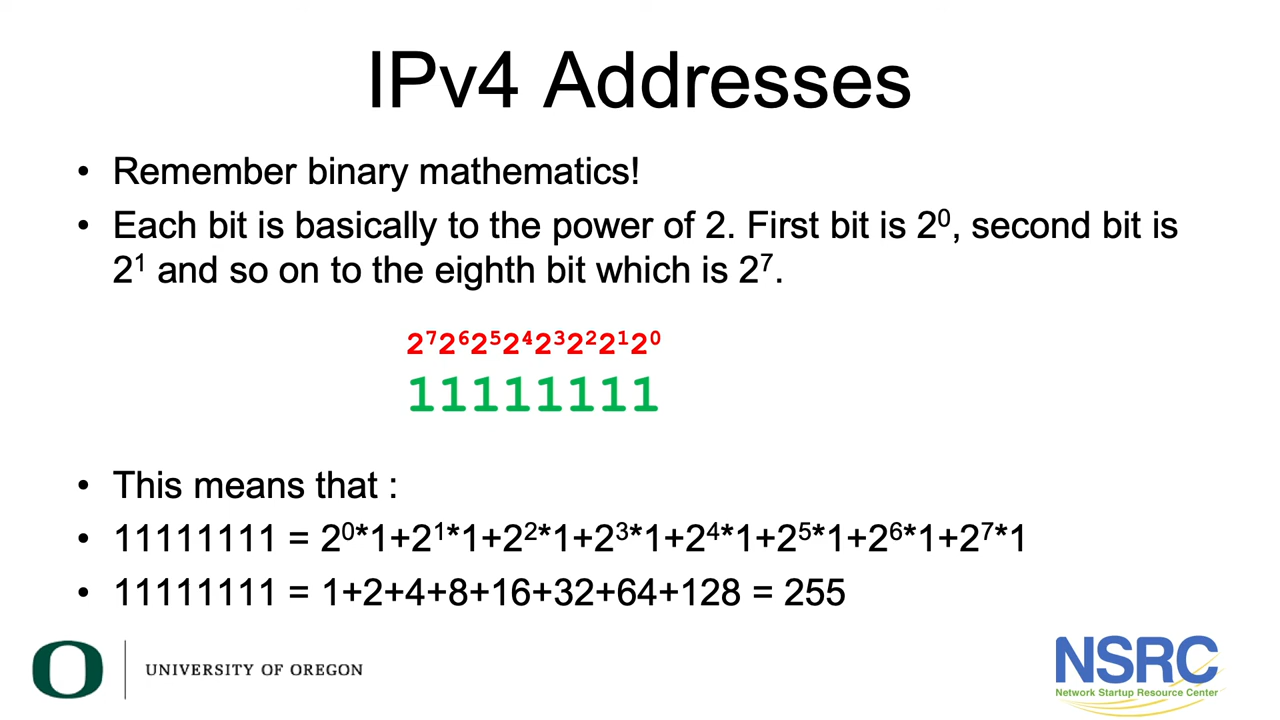 IPv4 Addresses
• Remember binary mathematics!
• Each bit is basically to the power of 2. First bit is 2⁰, second bit is
2¹ and so on to the eighth bit which is 2⁷.
2⁷2⁶2⁵2⁴2³2²2¹2⁰
11111111
• This means that :
• 11111111 = 2⁰*1+2¹*1+2²*1+2³*1+2⁴*1+2⁵*1+2⁶*1+2⁷*1
• 11111111 = 1+2+4+8+16+32+64+128 = 255
O UNIVERSITY OF OREGON
NSRC
Network Startup Resource Center